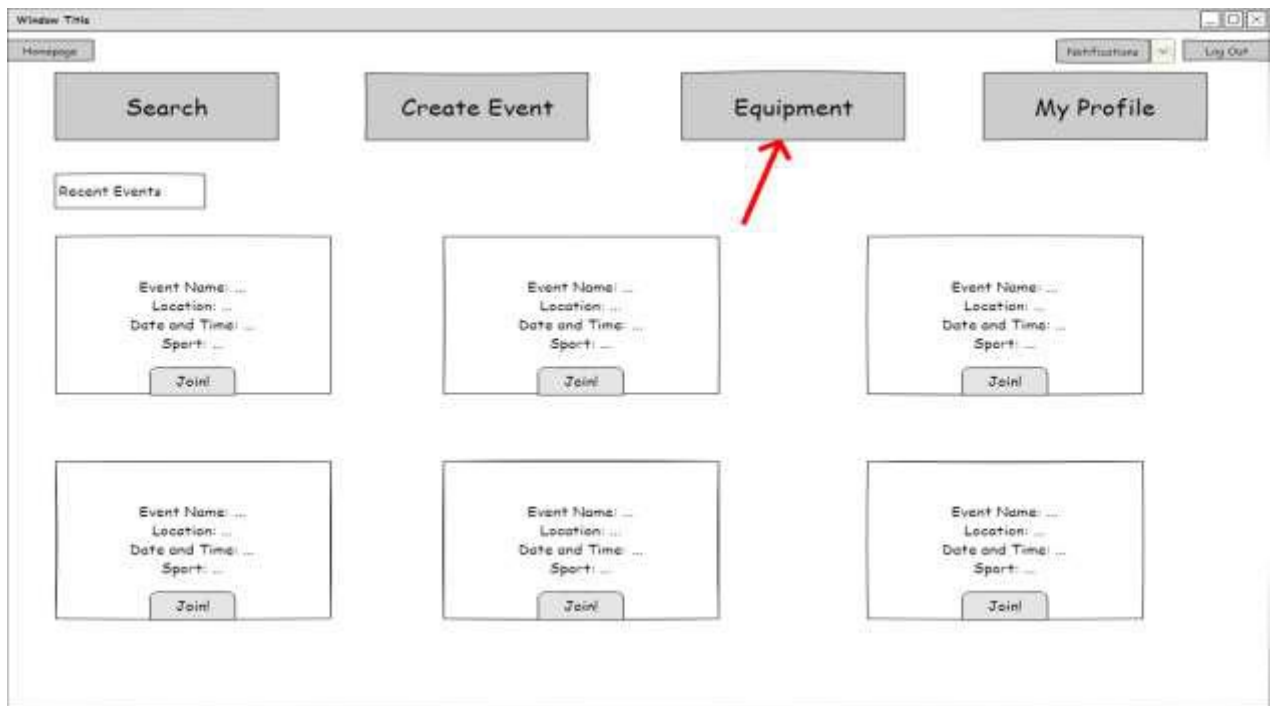 Window Title
Homepage
Notifications
Log Out
Search
Create Event
Equipment
My Profile
Recent Events
Event Name: ...
Location: ...
Date and Time: ...
Sport: ...
Join!
Event Name: ...
Location: ...
Date and Time: ...
Sport: ...
Join!
Event Name: ...
Location: ...
Date and Time: ...
Sport: ...
Join!
Event Name: ...
Location: ...
Date and Time: ...
Sport: ...
Join!
Event Name: ...
Location: ...
Date and Time: ...
Sport: ...
Join!
Event Name: ...
Location: ...
Date and Time: ...
Sport: ...
Join!